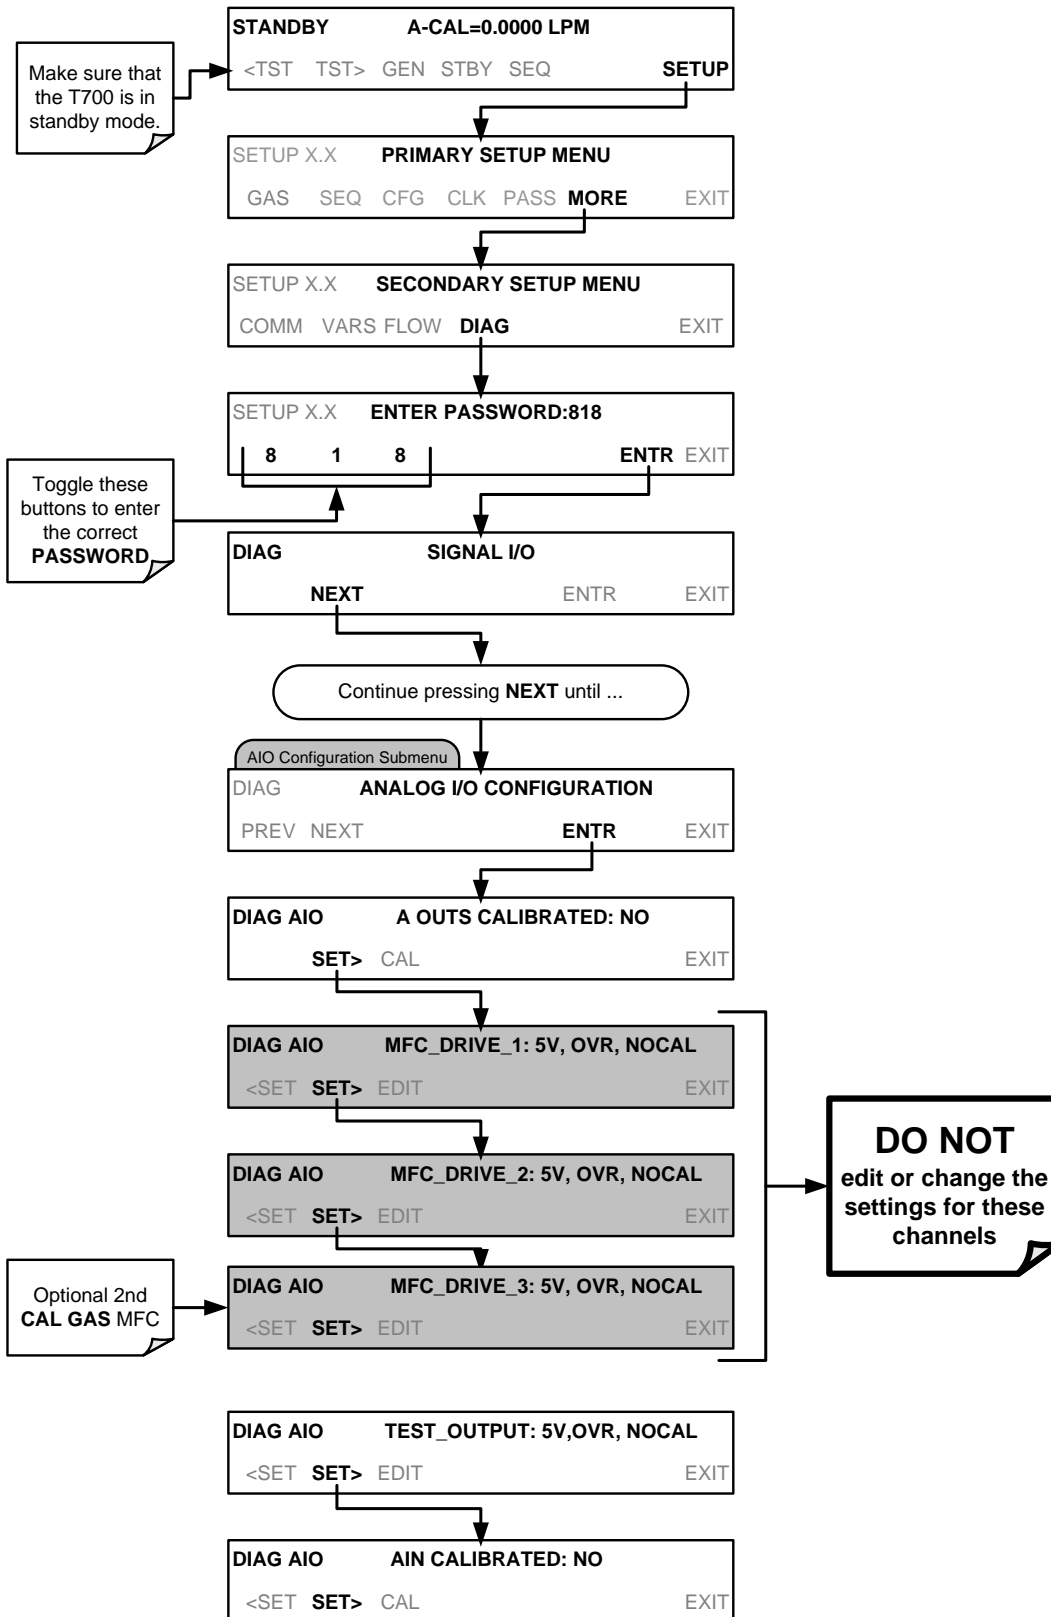 STANDBY A-CAL=0.0000 LPM
<TST TST> GEN STBY SEQ SETUP
Make sure that
the T700 is in
standby mode.
SETUP X.X PRIMARY SETUP MENU
GAS SEQ CFG CLK PASS MORE EXIT
SETUP X.X SECONDARY SETUP MENU
COMM VARS FLOW DIAG EXIT
SETUP X.X ENTER PASSWORD:818
8 1 8 ENTR EXIT
Toggle these
buttons to enter
the correct
PASSWORD
DIAG SIGNAL I/O
NEXT ENTR EXIT
Continue pressing NEXT until ...
AIO Configuration Submenu
DIAG ANALOG I/O CONFIGURATION
PREV NEXT ENTR EXIT
DIAG AIO A OUTS CALIBRATED: NO
SET> CAL EXIT
DIAG AIO MFC_DRIVE_1: 5V, OVR, NOCAL
<SET SET> EDIT EXIT
DIAG AIO MFC_DRIVE_2: 5V, OVR, NOCAL
<SET SET> EDIT EXIT
DO NOT
edit or change the
settings for these
channels
Optional 2nd
CAL GAS MFC
DIAG AIO MFC_DRIVE_3: 5V, OVR, NOCAL
<SET SET> EDIT EXIT
DIAG AIO TEST_OUTPUT: 5V,OVR, NOCAL
<SET SET> EDIT EXIT
DIAG AIO AIN CALIBRATED: NO
<SET SET> CAL EXIT